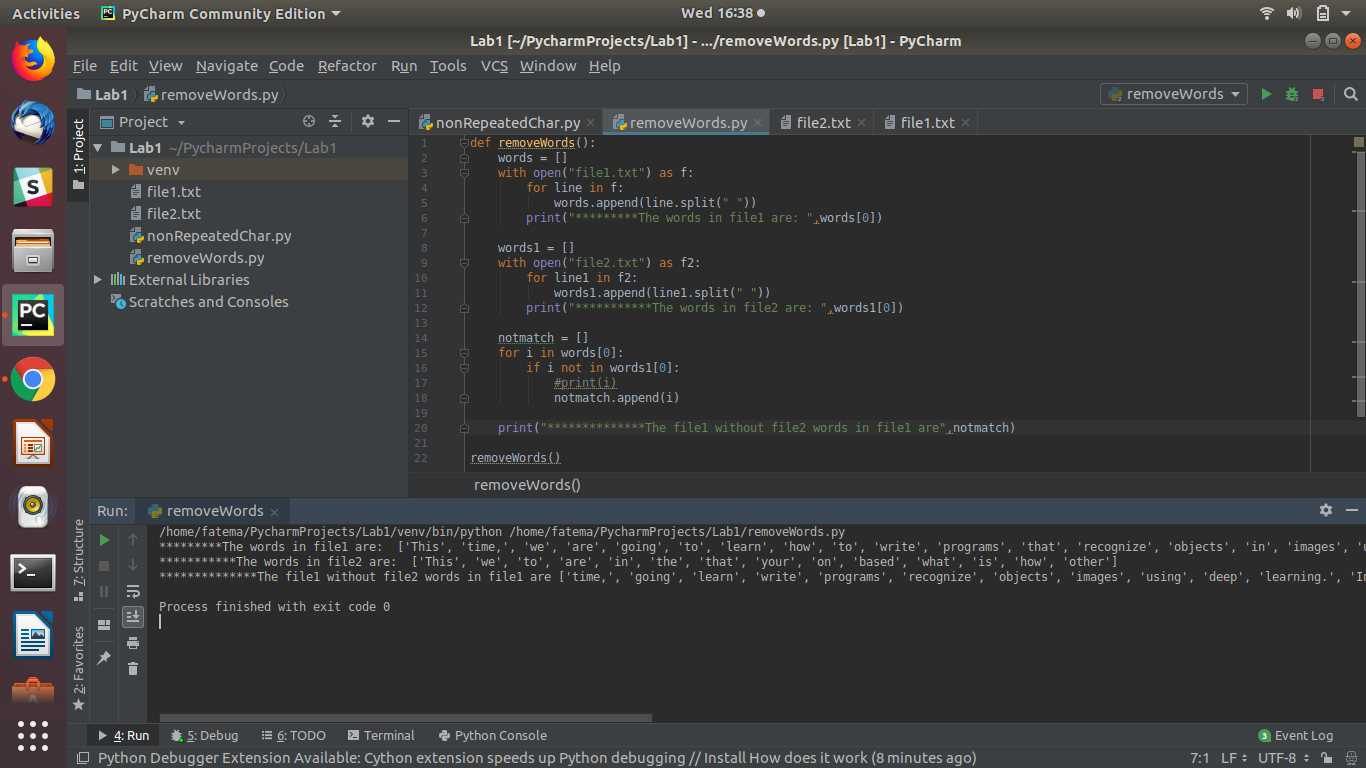 Activities PyCharm Community Edition Wed 16:38
Lab1 [~/PycharmProjects/Lab1] - .../removeWords.py [Lab1] - PyCharm
File Edit View Navigate Code Refactor Run Tools VCS Window Help
Lab1 removeWords.py removeWords
1: Project
Project
Lab1 ~/PycharmProjects/Lab1
venv
file1.txt
file2.txt
nonRepeatedChar.py
removeWords.py
External Libraries
Scratches and Consoles
nonRepeatedChar.py removeWords.py file2.txt file1.txt
1 def removeWords():
2 words = []
3 with open("file1.txt") as f:
4 for line in f:
5 words.append(line.split(" "))
6 print("*********The words in file1 are: ",words[0])
7
8 words1 = []
9 with open("file2.txt") as f2:
10 for line1 in f2:
11 words1.append(line1.split(" "))
12 print("***********The words in file2 are: ",words1[0])
13
14 notmatch = []
15 for i in words[0]:
16 if i not in words1[0]:
17 #print(i)
18 notmatch.append(i)
19
20 print("**************The file1 without file2 words in file1 are",notmatch)
21
22 removeWords()
removeWords()
Run: removeWords
/home/fatema/PycharmProjects/Lab1/venv/bin/python /home/fatema/PycharmProjects/Lab1/removeWords.py
*********The words in file1 are:  ['This', 'time,', 'we', 'are', 'going', 'to', 'learn', 'how', 'to', 'write', 'programs', 'that', 'recognize', 'objects', 'in', 'images', 'u
***********The words in file2 are:  ['This', 'we', 'to', 'are', 'in', 'the', 'that', 'your', 'on', 'based', 'what', 'is', 'how', 'other']
**************The file1 without file2 words in file1 are ['time,', 'going', 'learn', 'write', 'programs', 'recognize', 'objects', 'images', 'using', 'deep', 'learning.', 'In
Process finished with exit code 0
7: Structure
2: Favorites
4: Run 5: Debug 6: TODO Terminal Python Console 3 Event Log
Python Debugger Extension Available: Cython extension speeds up Python debugging // Install How does it work (8 minutes ago) 7:1 LF UTF-8